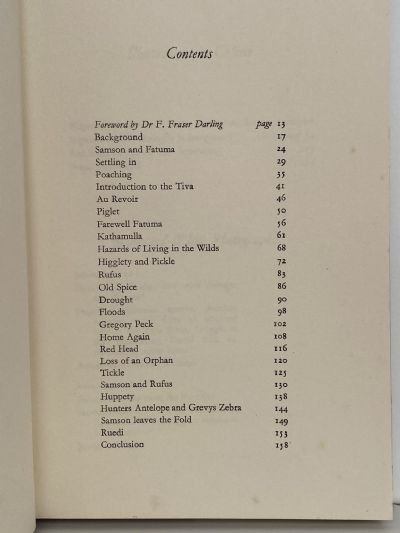 Contents
Foreword by Dr F. Fraser Darling page 13
Background 17
Samson and Fatuma 24
Settling in 29
Poaching 35
Introduction to the Tiva 41
Au Revoir 46
Piglet 50
Farewell Fatuma 56
Kathamulla 61
Hazards of Living in the Wilds 68
Higglety and Pickle 72
Rufus 83
Old Spice 86
Drought 90
Floods 98
Gregory Peck 102
Home Again 108
Red Head 116
Loss of an Orphan 120
Tickle 125
Samson and Rufus 130
Huppety 138
Hunters Antelope and Grevys Zebra 144
Samson leaves the Fold 149
Ruedi 153
Conclusion 158